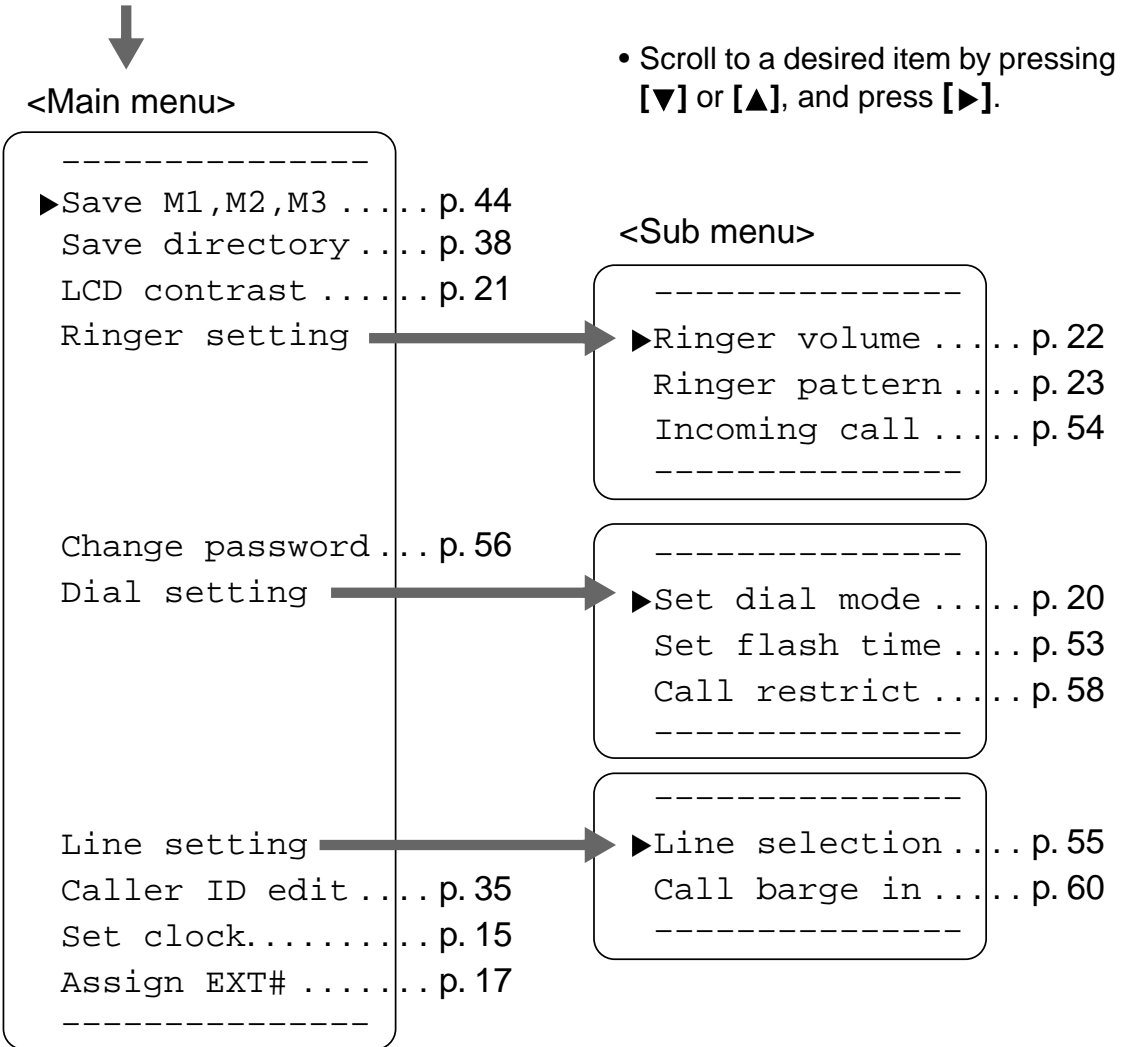 • Scroll to a desired item by pressing
[▼] or [▲], and press [▶].
<Main menu>
---------------
▶Save M1,M2,M3 ..... p. 44
Save directory .... p. 38
LCD contrast ...... p. 21
Ringer setting
<Sub menu>
---------------
▶Ringer volume ..... p. 22
Ringer pattern .... p. 23
Incoming call ..... p. 54
---------------
Change password ... p. 56
Dial setting
---------------
▶Set dial mode ..... p. 20
Set flash time .... p. 53
Call restrict ..... p. 58
---------------
Line setting
---------------
▶Line selection .... p. 55
Call barge in ..... p. 60
---------------
Caller ID edit .... p. 35
Set clock.......... p. 15
Assign EXT# ....... p. 17
---------------